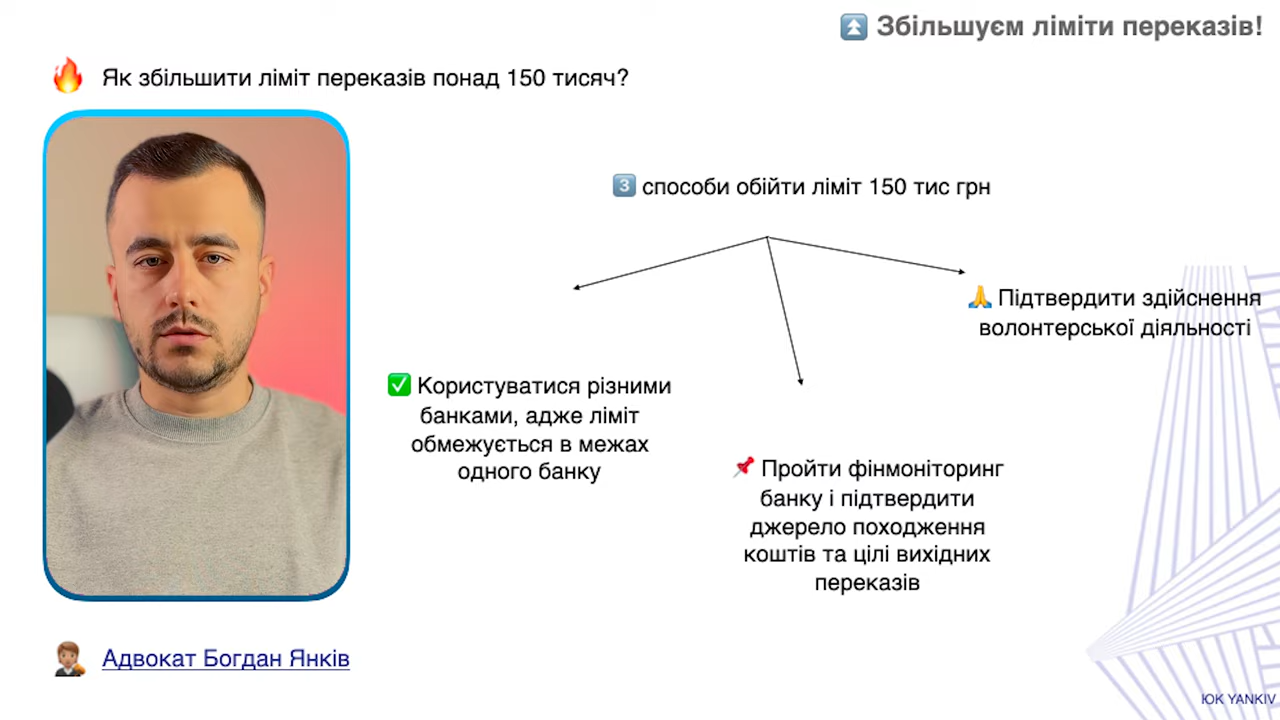 ⏫ Збільшуєм ліміти переказів!
🔥 Як збільшити ліміт переказів понад 150 тисяч?
3️⃣ способи обійти ліміт 150 тис грн
🙏 Підтвердити здійснення
волонтерської діяльності
✅ Користуватися різними
банками, адже ліміт
обмежується в межах
одного банку
📌 Пройти фінмоніторинг
банку і підтвердити
джерело походження
коштів та цілі вихідних
переказів
Адвокат Богдан Янків
ЮК YANKIV